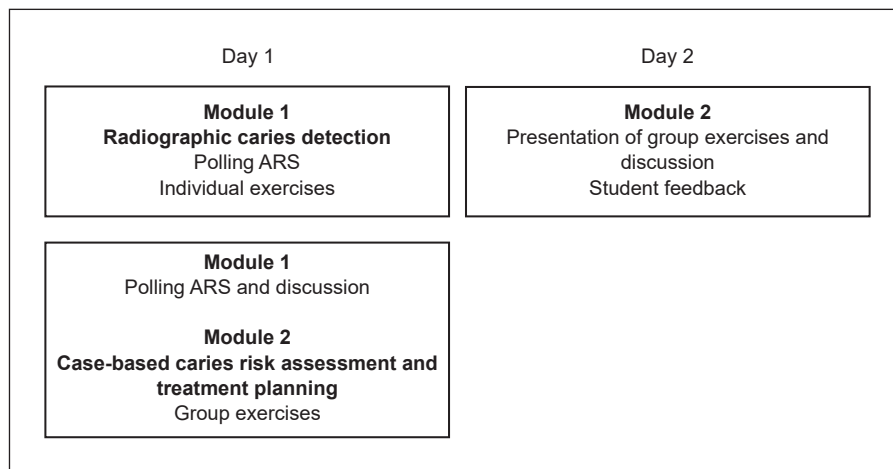 Day 1
Module 1
Radiographic caries detection
Polling ARS
Individual exercises
Module 1
Polling ARS and discussion
Module 2
Case-based caries risk assessment and
treatment planning
Group exercises
Day 2
Module 2
Presentation of group exercises and
discussion
Student feedback